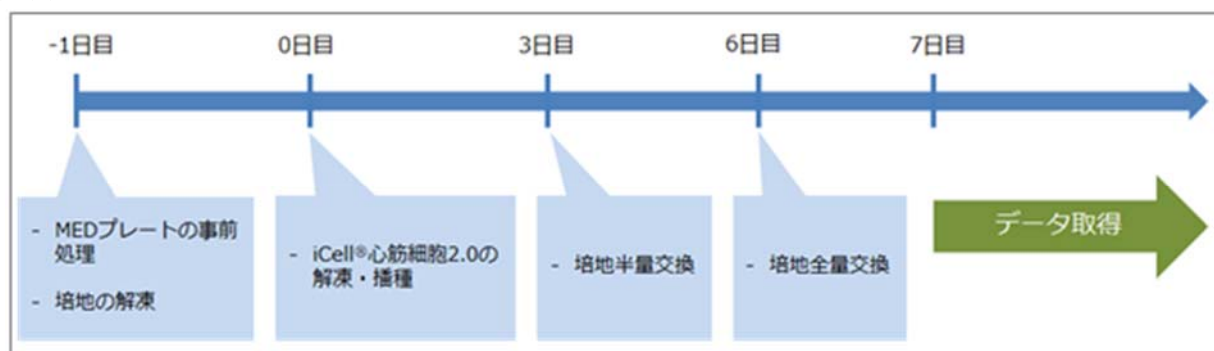 -1日目
0日目
3日目
6日目
7日目
- MEDプレートの事前
処理
- 培地の解凍
- iCell®心筋細胞2.0の
解凍・播種
- 培地半量交換
- 培地全量交換
データ取得